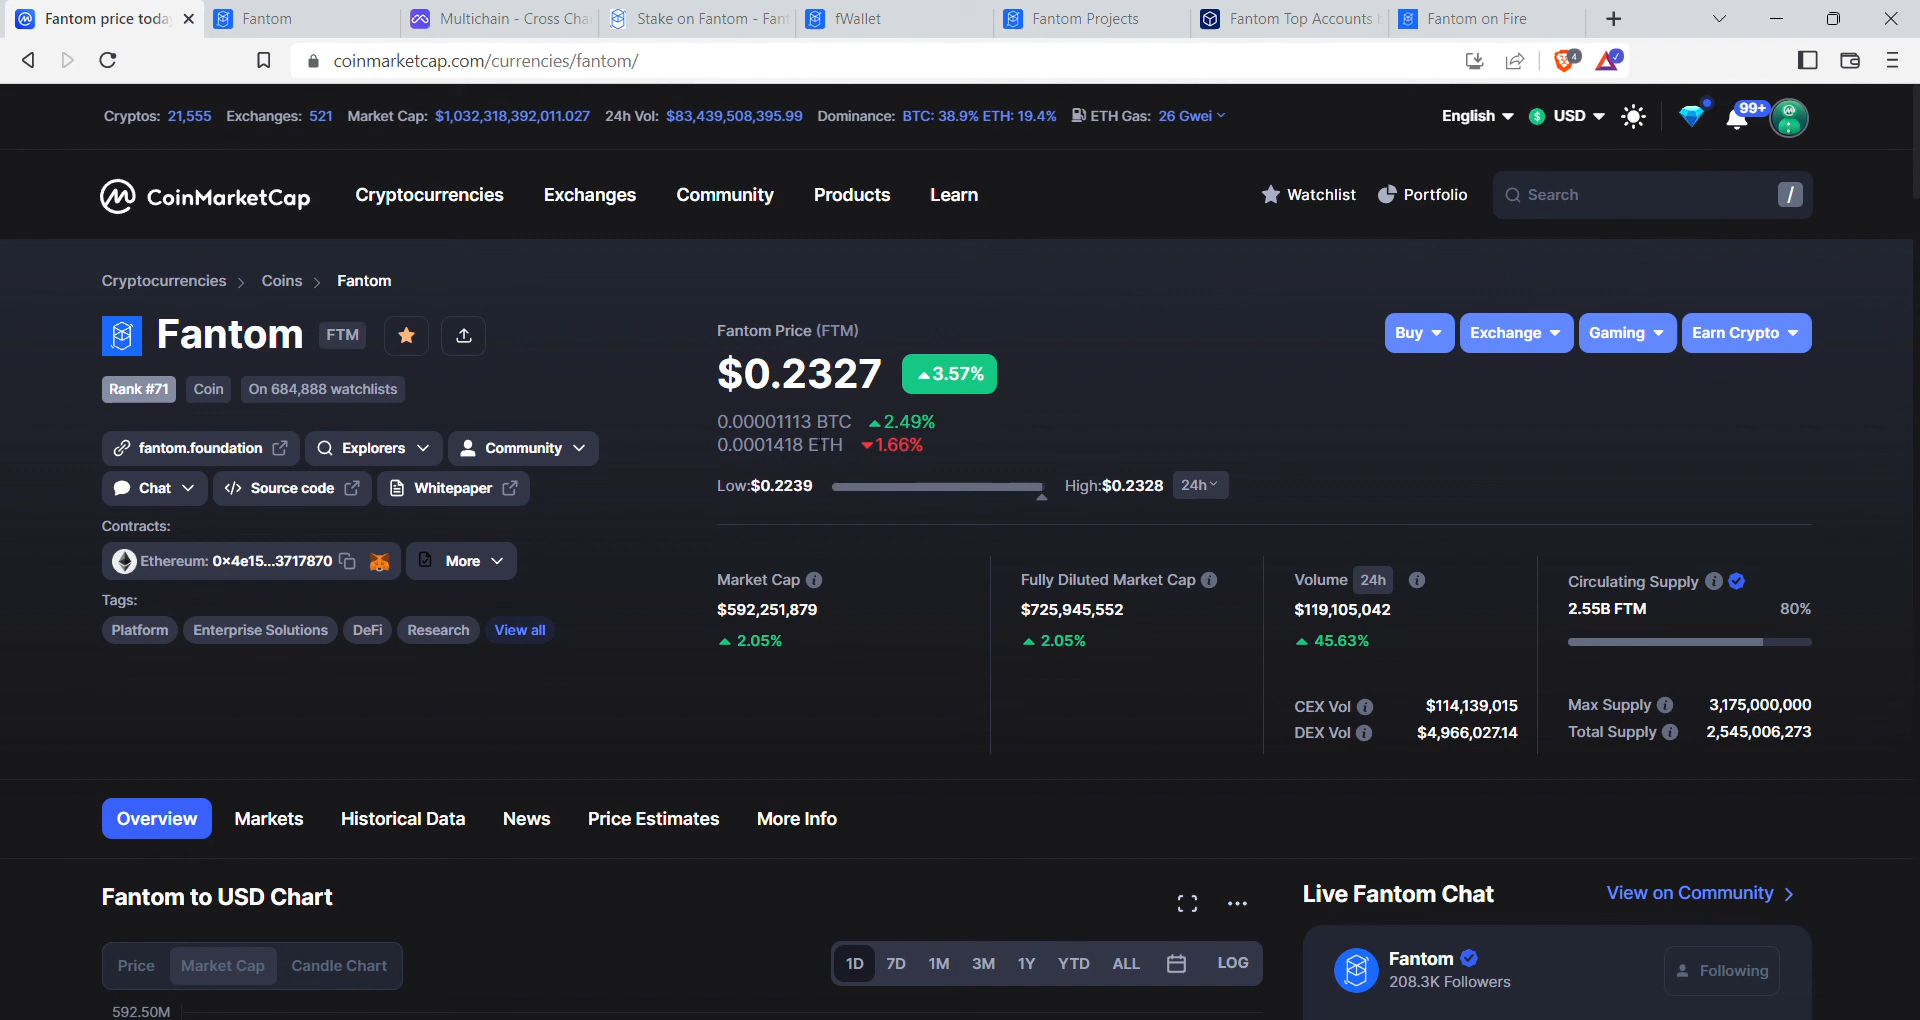 Fantom price toda
Fantom
Multichain - Cross Cha
Stake on Fantom - Fant
fWallet
Fantom Projects
Fantom Top Accounts b
Fantom on Fire
coinmarketcap.com/currencies/fantom/
4
Cryptos: 21,555 Exchanges: 521 Market Cap: $1,032,318,392,011.027 24h Vol: $83,439,508,395.99 Dominance: BTC: 38.9% ETH: 19.4% ETH Gas: 26 Gwei
English $ USD 99+
CoinMarketCap
Cryptocurrencies Exchanges Community Products Learn
Watchlist Portfolio Search /
Cryptocurrencies > Coins > Fantom
Fantom FTM
Rank #71 Coin On 684,888 watchlists
fantom.foundation Explorers Community
Chat Source code Whitepaper
Contracts:
Ethereum: 0x4e15...3717870 More
Tags:
Platform Enterprise Solutions DeFi Research View all
Fantom Price (FTM)
$0.2327 3.57%
0.00001113 BTC 2.49%
0.0001418 ETH 1.66%
Low:$0.2239 High:$0.2328 24h
Buy Exchange Gaming Earn Crypto
Market Cap
$592,251,879
2.05%
Fully Diluted Market Cap
$725,945,552
2.05%
Volume 24h
$119,105,042
45.63%
CEX Vol $114,139,015
DEX Vol $4,966,027.14
Circulating Supply
2.55B FTM 80%
Max Supply 3,175,000,000
Total Supply 2,545,006,273
Overview Markets Historical Data News Price Estimates More Info
Fantom to USD Chart
Price Market Cap Candle Chart
1D 7D 1M 3M 1Y YTD ALL LOG
592.50M
Live Fantom Chat View on Community >
Fantom
208.3K Followers
Following